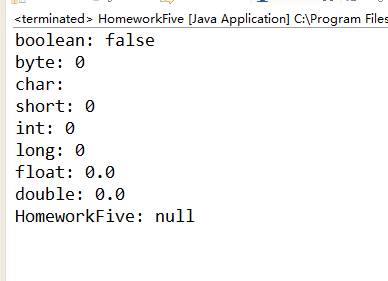 <terminated> HomeworkFive [Java Application] C:\Program Files
boolean: false
byte: 0
char:
short: 0
int: 0
long: 0
float: 0.0
double: 0.0
HomeworkFive: null